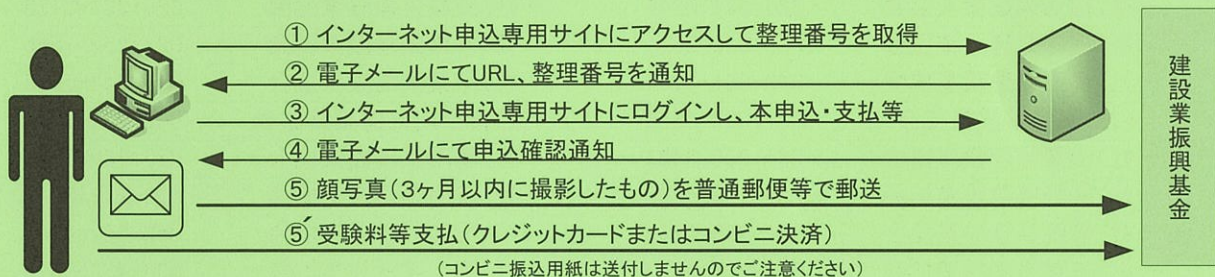 ① インターネット申込専用サイトにアクセスして整理番号を取得
② 電子メールにてURL、整理番号を通知
③ インターネット申込専用サイトにログインし、本申込・支払等
④ 電子メールにて申込確認通知
⑤ 顔写真(3ヶ月以内に撮影したもの)を普通郵便等で郵送
⑤´ 受験料等支払(クレジットカードまたはコンビニ決済)
(コンビニ振込用紙は送付しませんのでご注意ください)
建設業振興基金